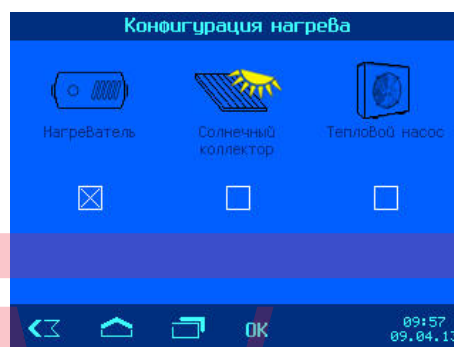 Конфигурация нагрева
Нагреватель
Солнечный
коллектор
Тепловой насос
OK
09:57
09.04.13